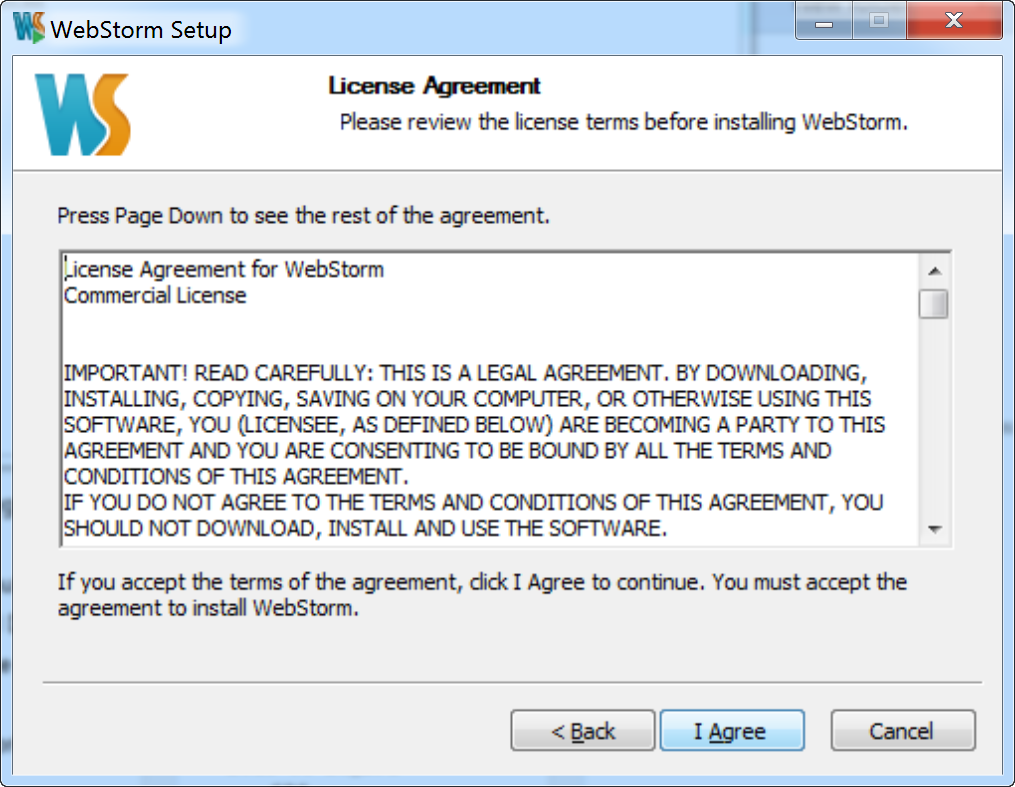 WebStorm Setup
WS
License Agreement
Please review the license terms before installing WebStorm.
Press Page Down to see the rest of the agreement.
License Agreement for WebStorm
Commercial License
IMPORTANT! READ CAREFULLY: THIS IS A LEGAL AGREEMENT. BY DOWNLOADING,
INSTALLING, COPYING, SAVING ON YOUR COMPUTER, OR OTHERWISE USING THIS
SOFTWARE, YOU (LICENSEE, AS DEFINED BELOW) ARE BECOMING A PARTY TO THIS
AGREEMENT AND YOU ARE CONSENTING TO BE BOUND BY ALL THE TERMS AND
CONDITIONS OF THIS AGREEMENT.
IF YOU DO NOT AGREE TO THE TERMS AND CONDITIONS OF THIS AGREEMENT, YOU
SHOULD NOT DOWNLOAD, INSTALL AND USE THE SOFTWARE.
If you accept the terms of the agreement, click I Agree to continue. You must accept the
agreement to install WebStorm.
< Back I Agree Cancel